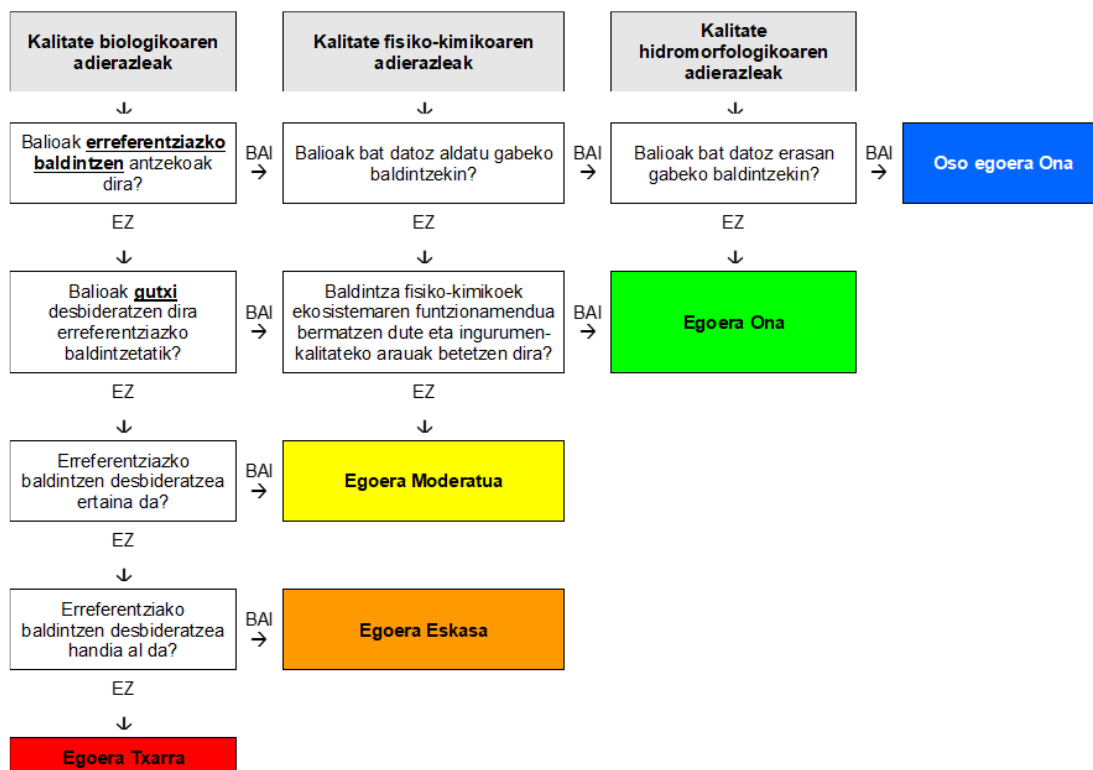 Kalitate biologikoaren
adierazleak
Kalitate fisiko-kimikoaren
adierazleak
Kalitate
hidromorfologikoaren
adierazleak
Balioak erreferentziazko
baldintzen antzekoak
dira?
BAI
Balioak bat datoz aldatu gabeko
baldintzekin?
BAI
Balioak bat datoz erasan
gabeko baldintzekin?
BAI
Oso egoera Ona
EZ
EZ
EZ
Balioak gutxi
desbideratzen dira
erreferentziazko
baldintzetatik?
BAI
Baldintza fisiko-kimikoek
ekosistemaren funtzionamendua
bermatzen dute eta ingurumen-
kalitateko arauak betetzen dira?
BAI
Egoera Ona
EZ
EZ
Erreferentziazko
baldintzen desbideratzea
ertaina da?
BAI
Egoera Moderatua
EZ
Erreferentziako
baldintzen desbideratzea
handia al da?
BAI
Egoera Eskasa
EZ
Egoera Txarra